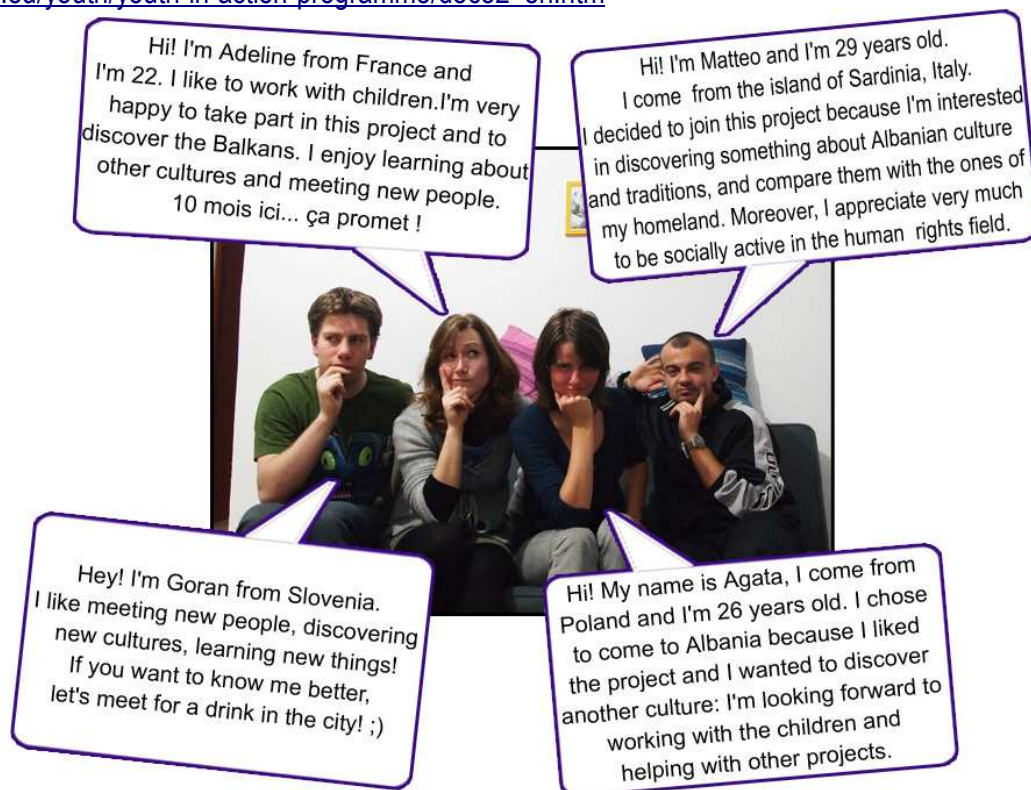 .eu/youth/youth-in-action-programme/doc82_en.htm
Hi! I'm Adeline from France and
I'm 22. I like to work with children.I'm very
happy to take part in this project and to
discover the Balkans. I enjoy learning about
other cultures and meeting new people.
10 mois ici... ça promet !
Hi! I'm Matteo and I'm 29 years old.
I come from the island of Sardinia, Italy.
I decided to join this project because I'm interested
in discovering something about Albanian culture
and traditions, and compare them with the ones of
my homeland. Moreover, I appreciate very much
to be socially active in the human rights field.
Hey! I'm Goran from Slovenia.
I like meeting new people, discovering
new cultures, learning new things!
If you want to know me better,
let's meet for a drink in the city! ;)
Hi! My name is Agata, I come from
Poland and I'm 26 years old. I chose
to come to Albania because I liked
the project and I wanted to discover
another culture: I'm looking forward to
working with the children and
helping with other projects.